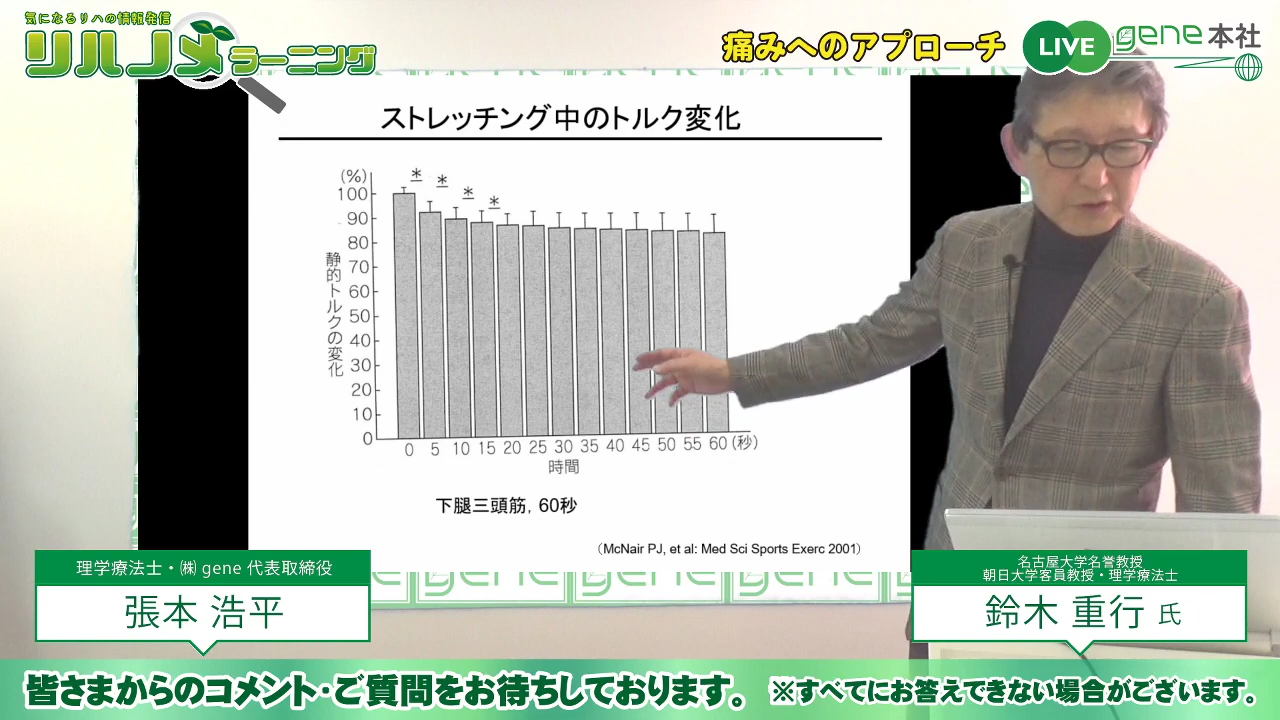 気になるリハの情報発信
リハノメ
ラーニング
痛みへのアプローチ
LIVE
gene 本社
ストレッチング中のトルク変化
(%)
＊ ＊ ＊ ＊
100
90
80
70
60
50
40
30
20
10
0
静的トルクの変化
0 5 10 15 20 25 30 35 40 45 50 55 60 (秒)
時間
下腿三頭筋, 60秒
（McNair PJ, et al: Med Sci Sports Exerc 2001）
理学療法士・㈱ gene 代表取締役
張本 浩平
名古屋大学名誉教授
朝日大学客員教授・理学療法士
鈴木 重行 氏
皆さまからのコメント・ご質問をお待ちしております。 ※すべてにお答えできない場合がございます。